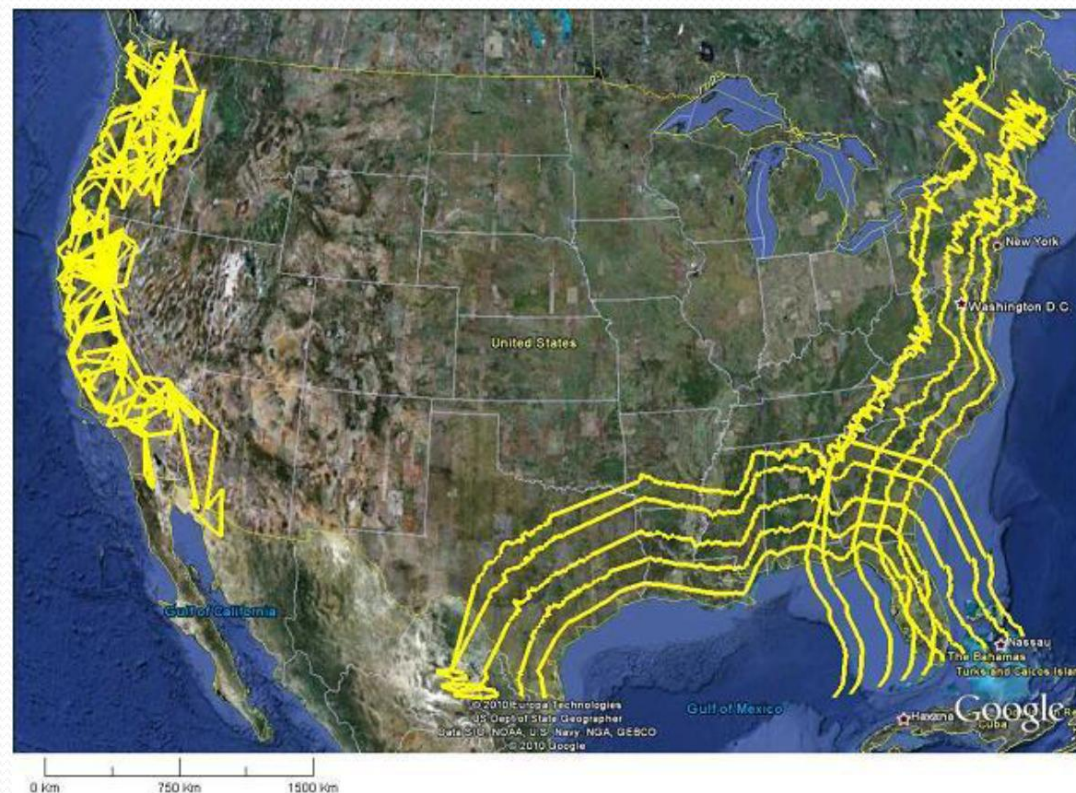 New York
Washington D.C.
United States
Gulf of California
Nassau
The Bahamas
Turks and Caicos Islan
Gulf of Mexico
Havana
Cuba
Google
© 2010 Europa Technologies
US Dept of State Geographer
Data SIO, NOAA, U.S. Navy, NGA, GEBCO
© 2010 Google
0 Km 750 Km 1500 Km